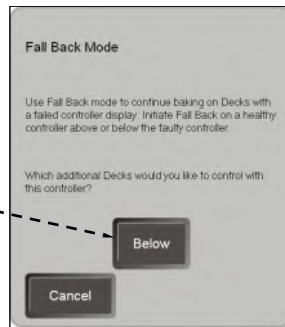 Fall Back Mode
Use Fall Back mode to continue baking on Decks with
a failed controller display. Initiate Fall Back on a healthy
controller above or below the faulty controller.
Which additional Decks would you like to control with
this controller?
Below
Cancel